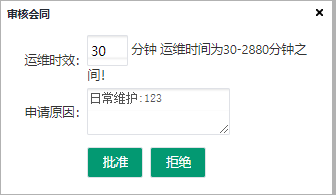 审核会同 ×
运维时效: 30 分钟 运维时间为30-2880分钟之
间!
申请原因: 日常维护:123
批准 拒绝